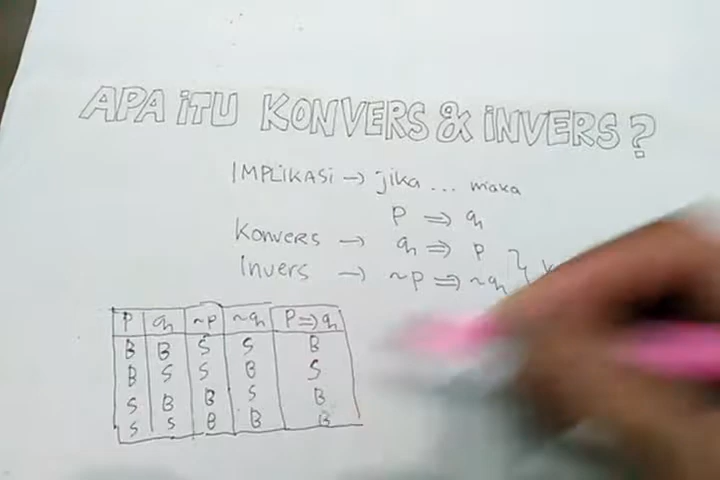 APA iTU KONVERS & iNVERS ?
IMPLIKASi → jika ... maka
P ⇒ q
Konvers → q ⇒ p
Invers → ~p ⇒ ~q }
P q ~P ~q P ⇒ q
B B S S B
B S S B S
S B B S B
S S B B B